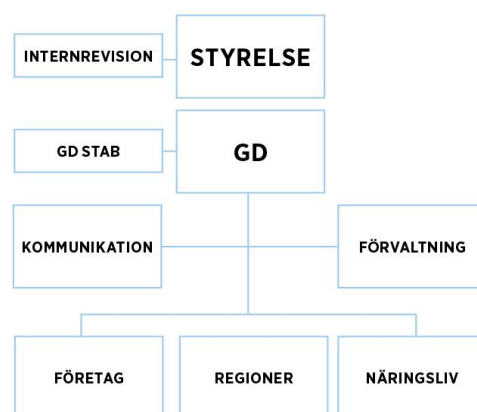 INTERNREVISION
STYRELSE
GD STAB
GD
KOMMUNIKATION
FÖRVALTNING
FÖRETAG
REGIONER
NÄRINGSLIV